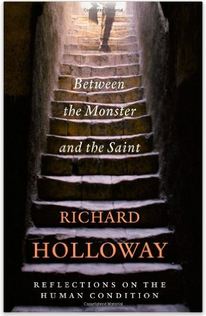 Between
the Monster
and the Saint
RICHARD
HOLLOWAY
REFLECTIONS ON THE
HUMAN CONDITION